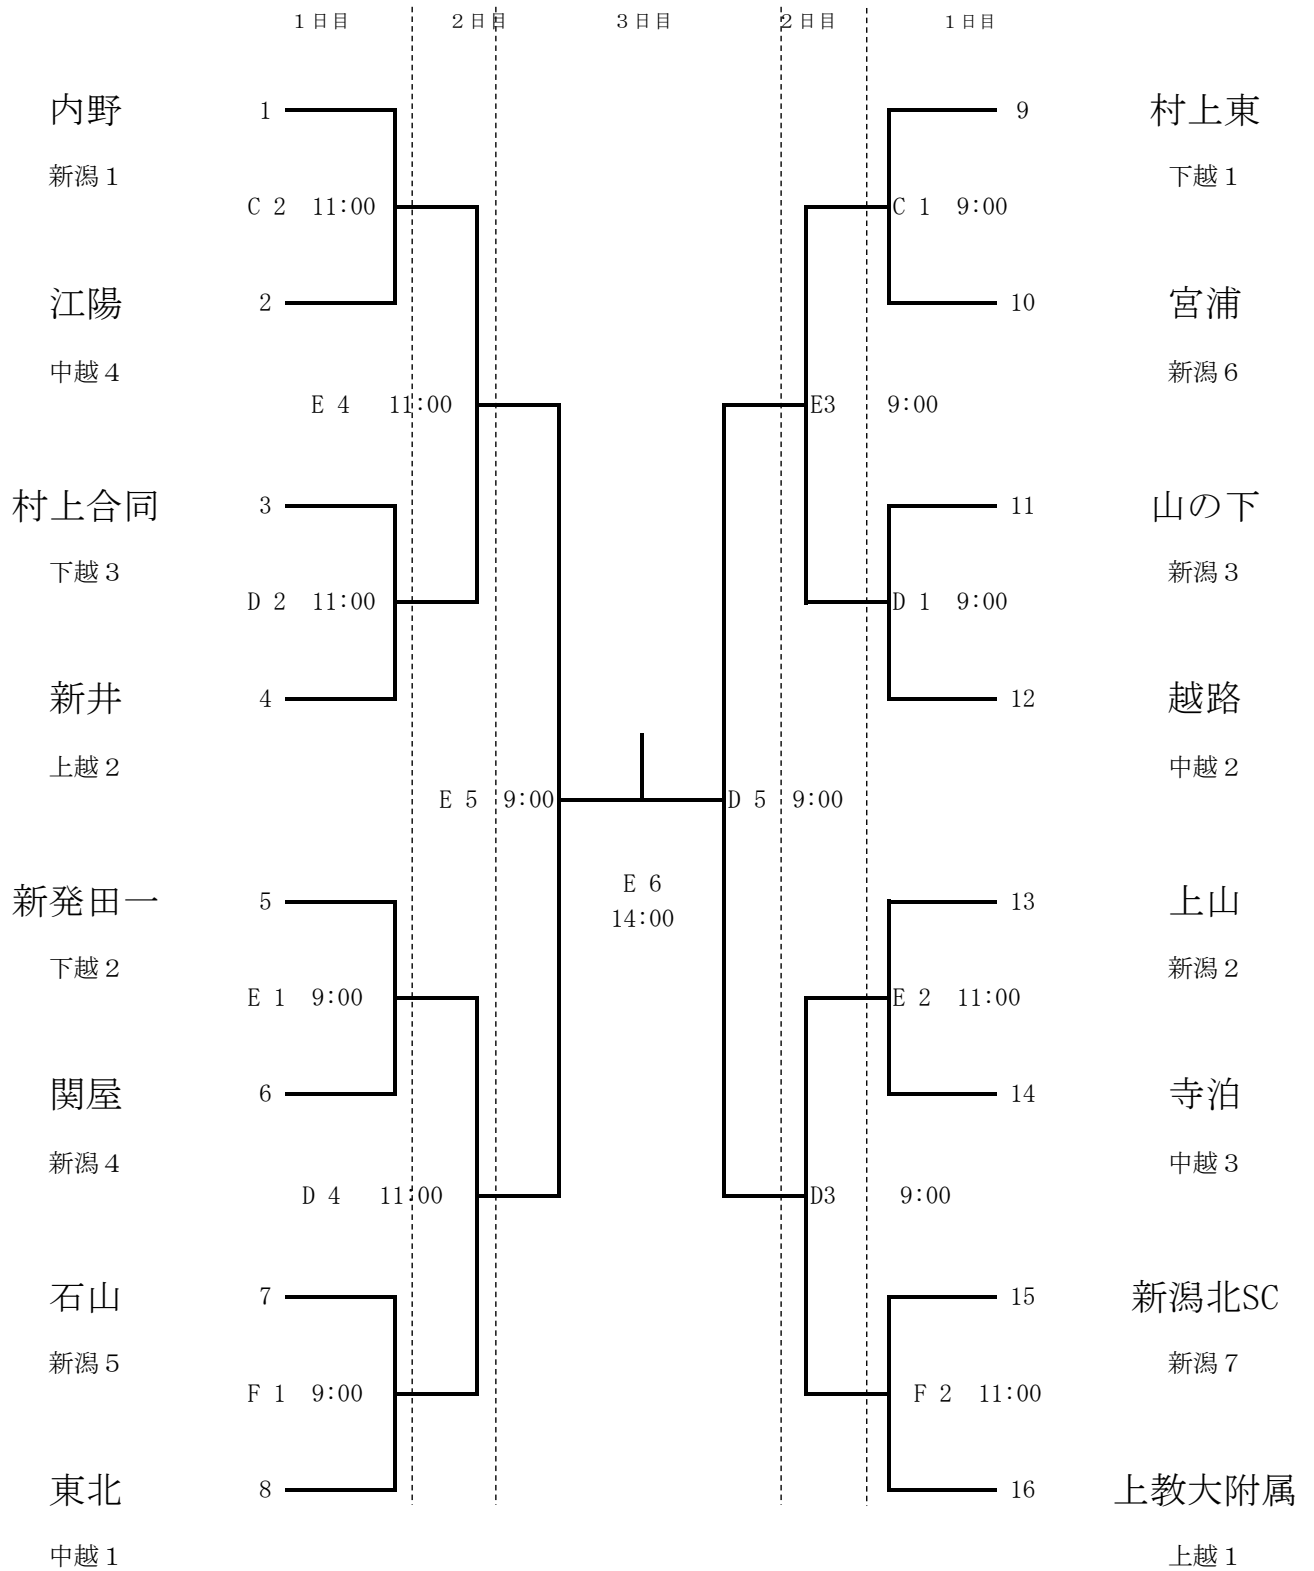 １日目 ２日目 ３日目 ２日目 １日目
内野 1 9 村上東
新潟１ 下越１
C 2 11:00 C 1 9:00
江陽 2 10 宮浦
中越４ 新潟６
E 4 11:00 E3 9:00
村上合同 3 11 山の下
下越３ 新潟３
D 2 11:00 D 1 9:00
新井 4 12 越路
上越２ 中越２
E 5 9:00 D 5 9:00
E 6
新発田一 5 13 上山
14:00
下越２ 新潟２
E 1 9:00 E 2 11:00
関屋 6 14 寺泊
新潟４ 中越３
D 4 11:00 D3 9:00
石山 7 15 新潟北SC
新潟５ 新潟７
F 1 9:00 F 2 11:00
東北 8 16 上教大附属
中越１ 上越１